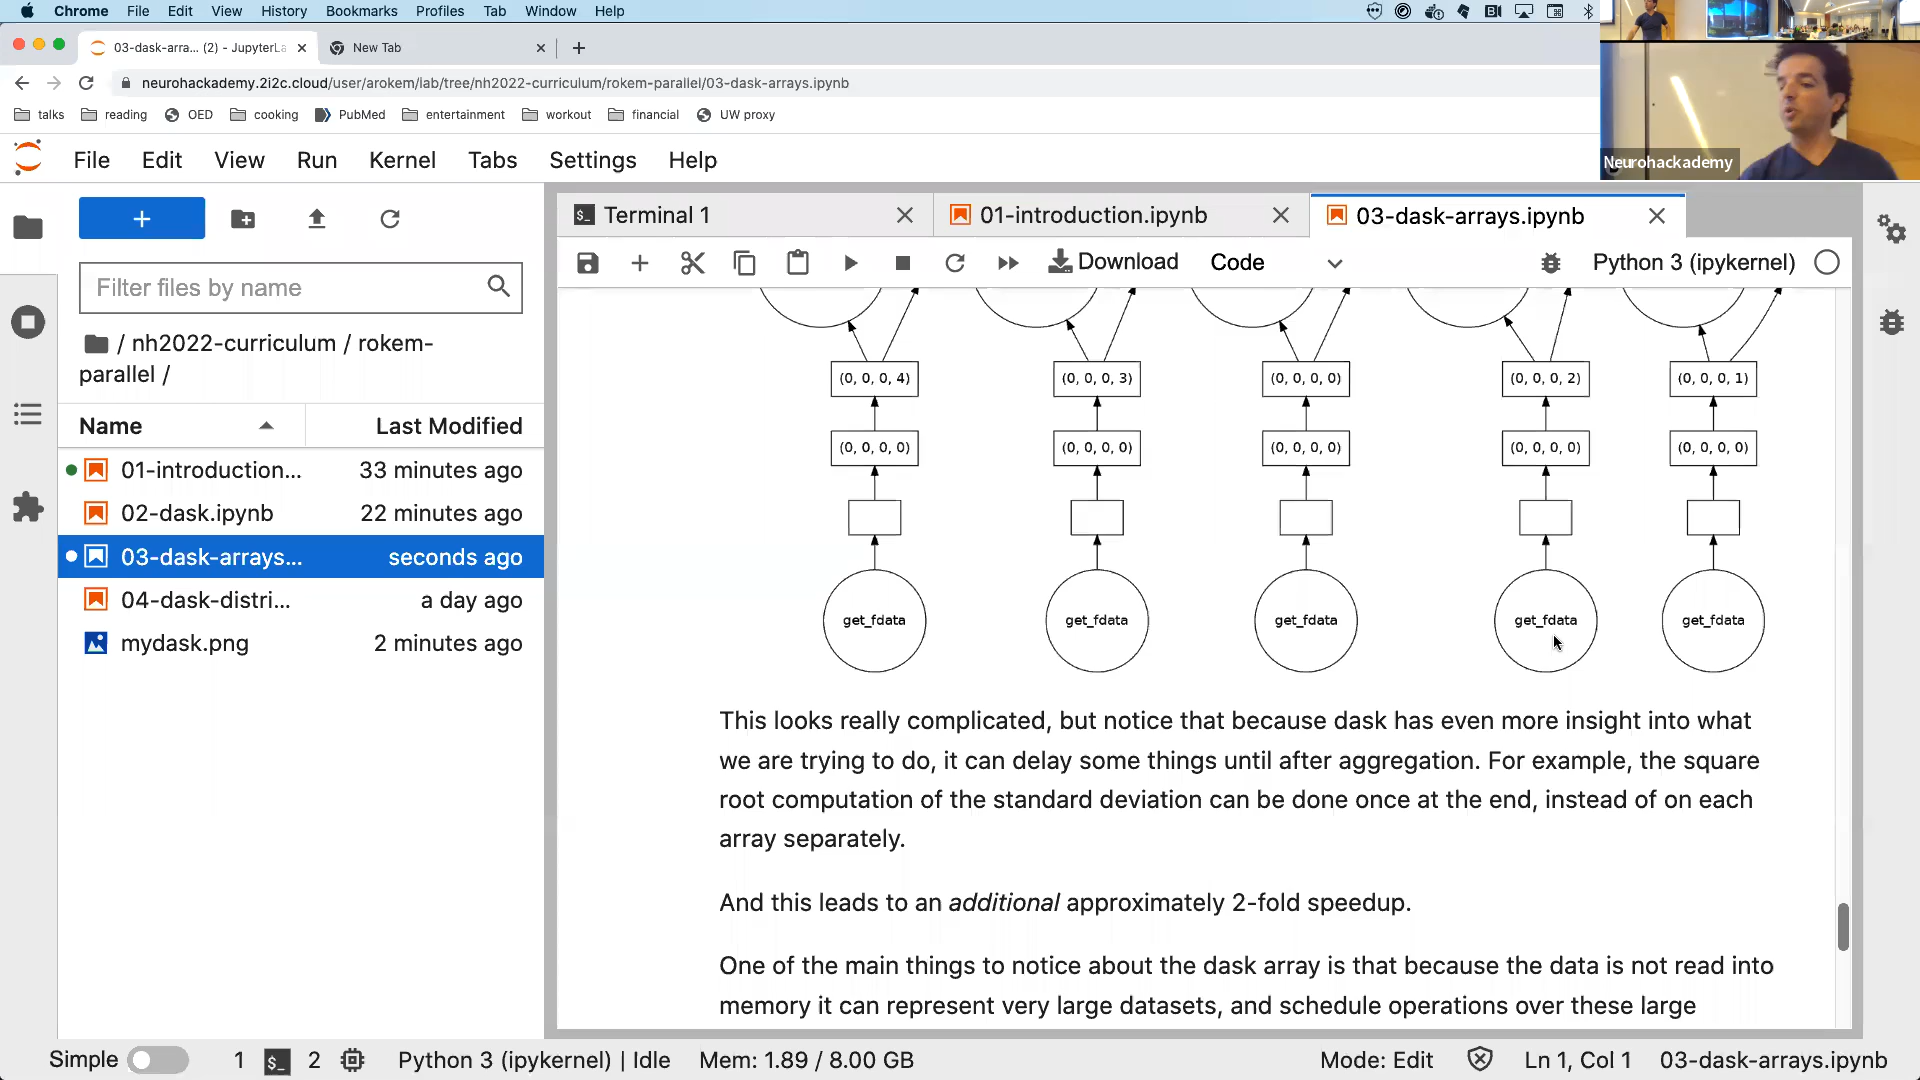 Chrome File Edit View History Bookmarks Profiles Tab Window Help
03-dask-arra... (2) - JupyterLa
New Tab
neurohackademy.2i2c.cloud/user/arokem/lab/tree/nh2022-curriculum/rokem-parallel/03-dask-arrays.ipynb
talks reading OED cooking PubMed entertainment workout financial UW proxy
Neurohackademy
File Edit View Run Kernel Tabs Settings Help
Terminal 1
01-introduction.ipynb
03-dask-arrays.ipynb
Download Code Python 3 (ipykernel)
Filter files by name
/ nh2022-curriculum / rokem-
parallel /
Name Last Modified
01-introduction... 33 minutes ago
02-dask.ipynb 22 minutes ago
03-dask-arrays... seconds ago
04-dask-distri... a day ago
mydask.png 2 minutes ago
(0, 0, 0, 4) (0, 0, 0, 3) (0, 0, 0, 0) (0, 0, 0, 2) (0, 0, 0, 1)
(0, 0, 0, 0) (0, 0, 0, 0) (0, 0, 0, 0) (0, 0, 0, 0) (0, 0, 0, 0)
get_fdata get_fdata get_fdata get_fdata get_fdata
This looks really complicated, but notice that because dask has even more insight into what
we are trying to do, it can delay some things until after aggregation. For example, the square
root computation of the standard deviation can be done once at the end, instead of on each
array separately.
And this leads to an additional approximately 2-fold speedup.
One of the main things to notice about the dask array is that because the data is not read into
memory it can represent very large datasets, and schedule operations over these large
Simple 1 2 Python 3 (ipykernel) | Idle Mem: 1.89 / 8.00 GB Mode: Edit Ln 1, Col 1 03-dask-arrays.ipynb